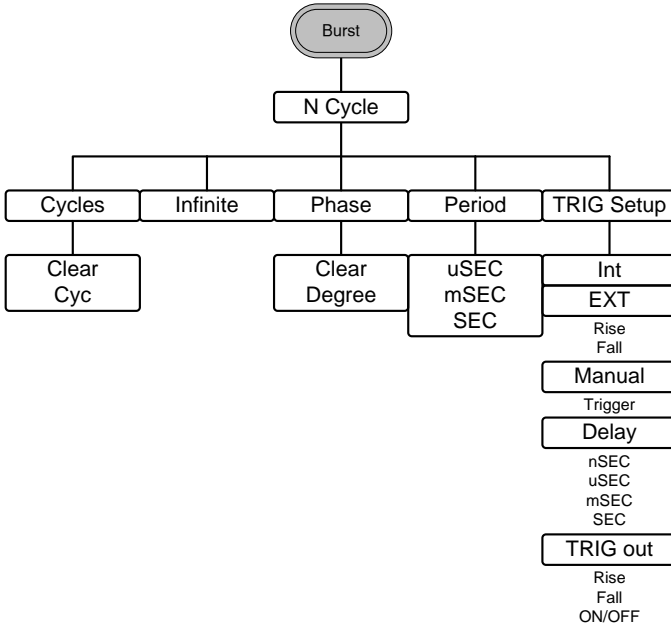 Burst
N Cycle
Cycles
Infinite
Phase
Period
TRIG Setup
Clear
Cyc
Clear
Degree
uSEC
mSEC
SEC
Int
EXT
Rise
Fall
Manual
Trigger
Delay
nSEC
uSEC
mSEC
SEC
TRIG out
Rise
Fall
ON/OFF